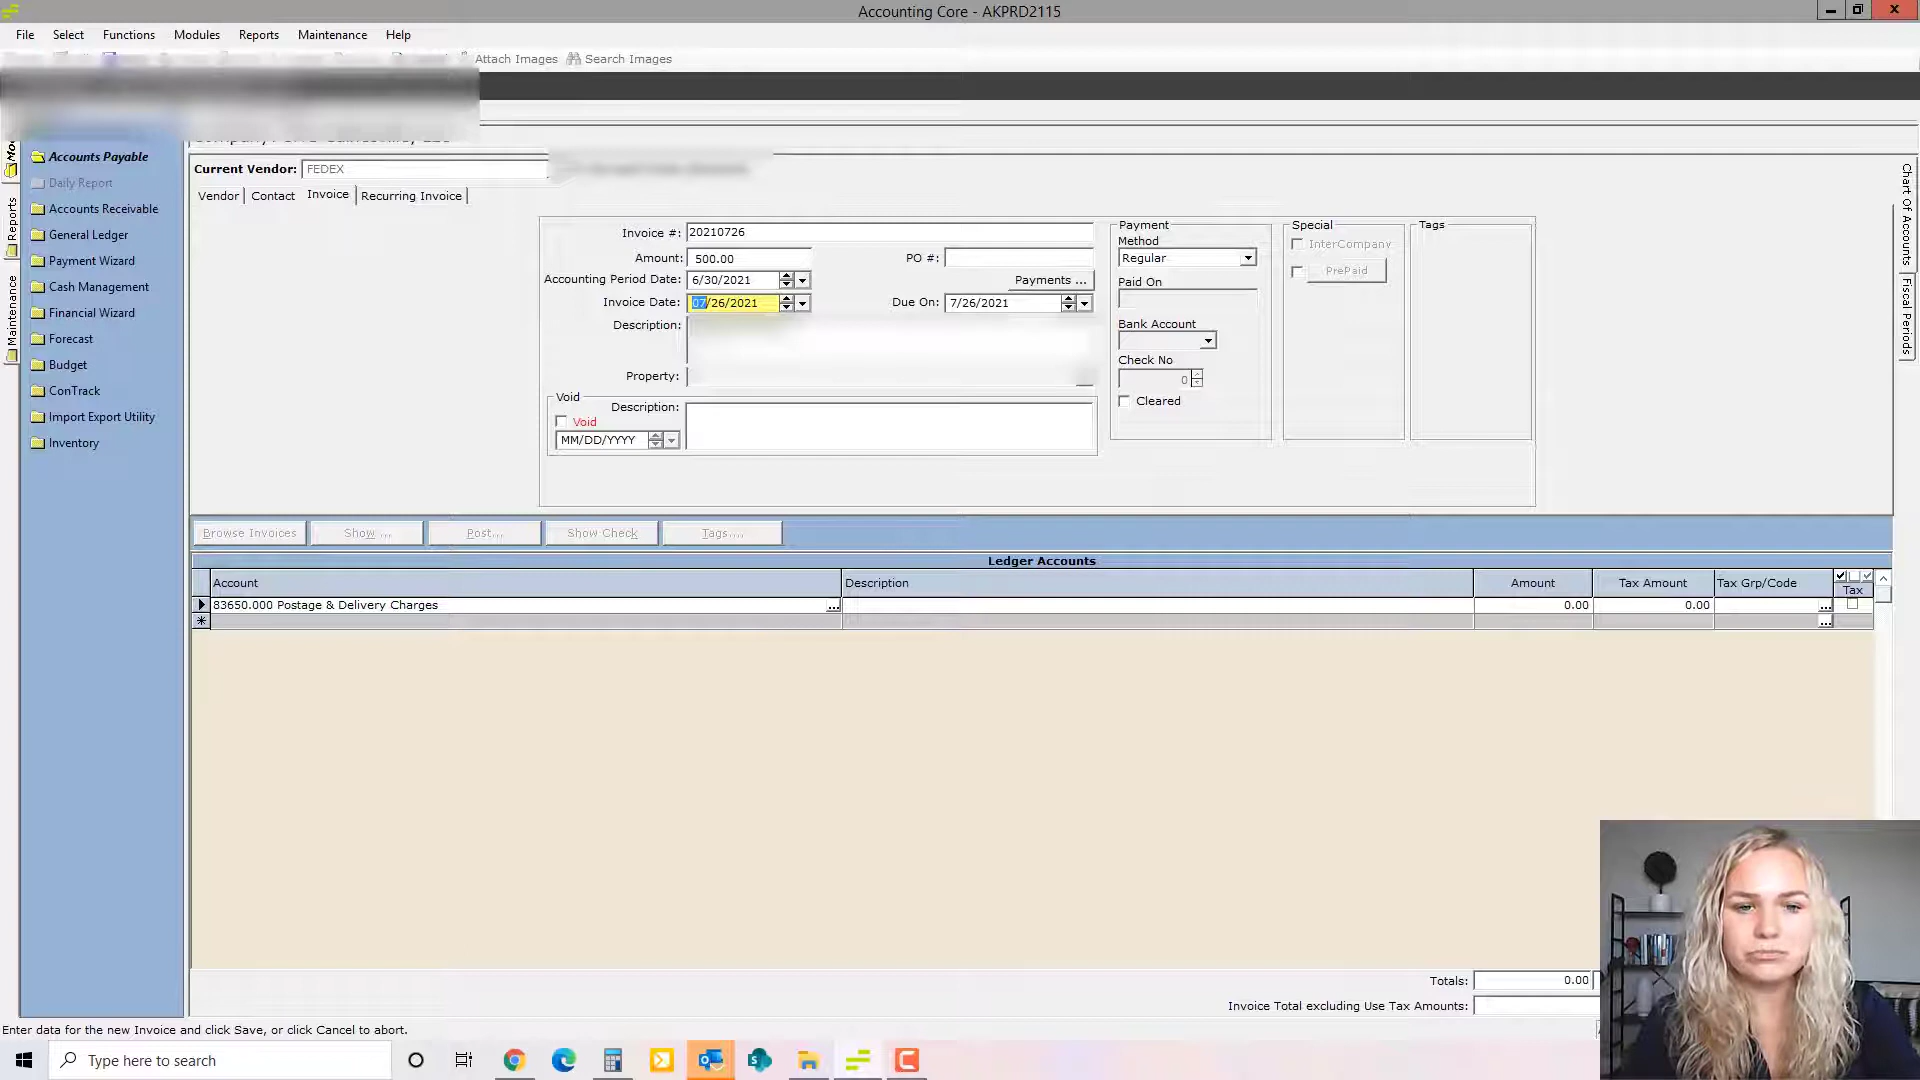 Accounting Core - AKPRD2115
File Select Functions Modules Reports Maintenance Help
Attach Images Search Images
Accounts Payable
Daily Report
Accounts Receivable
General Ledger
Payment Wizard
Cash Management
Financial Wizard
Forecast
Budget
ConTrack
Import Export Utility
Inventory
Reports
Maintenance
Current Vendor: FEDEX
Vendor Contact Invoice Recurring Invoice
Invoice #: 20210726
Amount: 500.00 PO #:
Accounting Period Date: 6/30/2021 Payments ...
Invoice Date: 07/26/2021 Due On: 7/26/2021
Description:
Property:
Void
Description:
Void
MM/DD/YYYY
Payment
Method
Regular
Paid On
Bank Account
Check No
0
Cleared
Special
InterCompany
PrePaid
Tags
Chart Of Accounts
Fiscal Periods
Browse Invoices Show ... Post... Show Check Tags....
Ledger Accounts
Account Description Amount Tax Amount Tax Grp/Code Tax
83650.000 Postage & Delivery Charges ... 0.00 0.00 ...
...
Totals: 0.00
Invoice Total excluding Use Tax Amounts:
Enter data for the new Invoice and click Save, or click Cancel to abort.
Type here to search